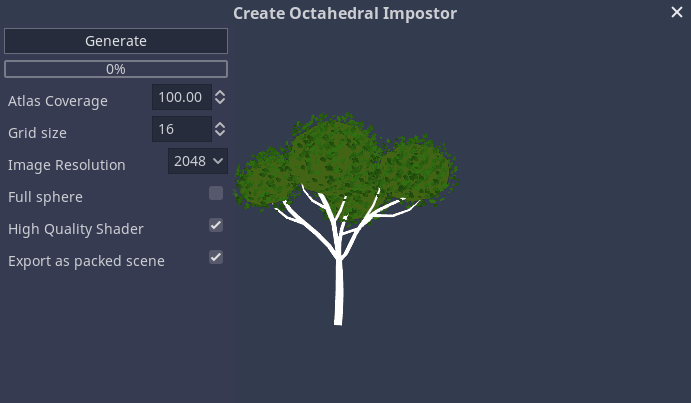 Create Octahedral Impostor
Generate
0%
Atlas Coverage 100.00
Grid size 16
Image Resolution 2048
Full sphere
High Quality Shader
Export as packed scene